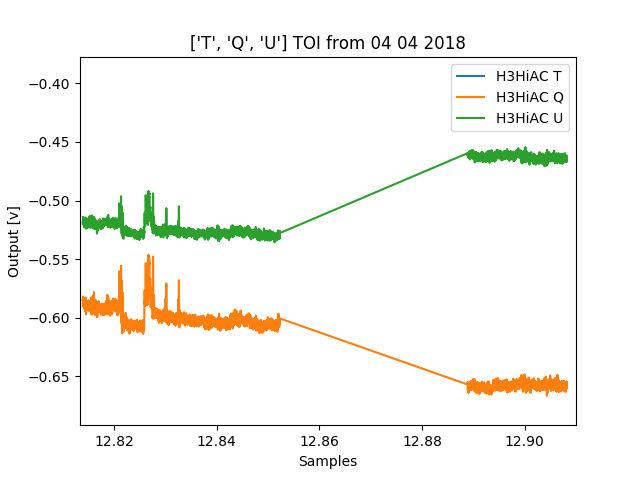 ['T', 'Q', 'U'] TOI from 04 04 2018
H3HiAC T
H3HiAC Q
H3HiAC U
−0.40
−0.45
−0.50
−0.55
−0.60
−0.65
Output [v]
12.82
12.84
12.86
12.88
12.90
Samples